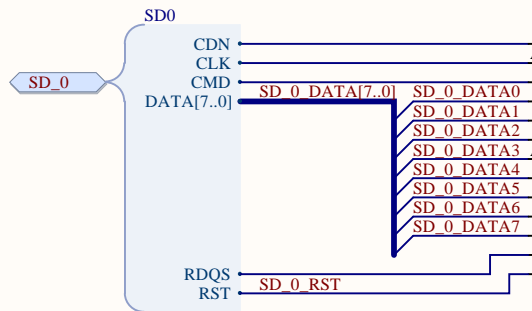 SD0
CDN
CLK
SD_0
CMD
DATA[7..0] SD_0_DATA[7..0] SD_0_DATA0
SD_0_DATA1
SD_0_DATA2
SD_0_DATA3
SD_0_DATA4
SD_0_DATA5
SD_0_DATA6
SD_0_DATA7
RDQS
RST SD_0_RST